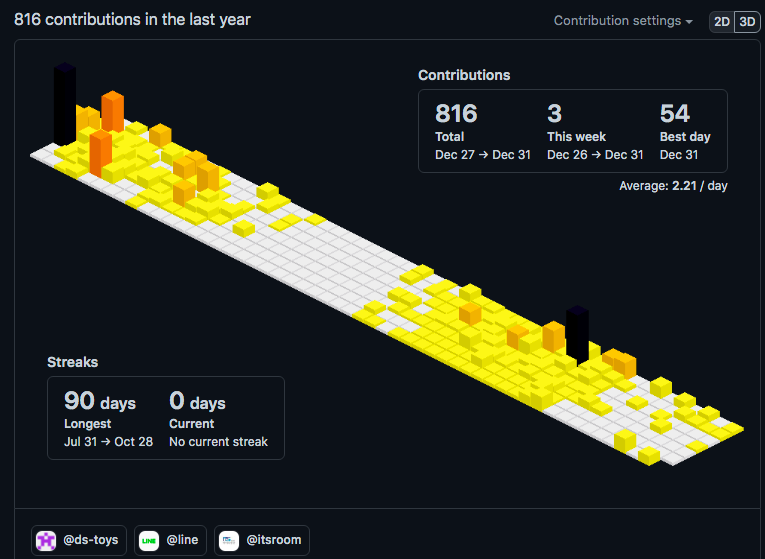 816 contributions in the last year
Contribution settings
2D 3D
Contributions
816 3 54
Total This week Best day
Dec 27 → Dec 31 Dec 26 → Dec 31 Dec 31
Average: 2.21 / day
Streaks
90 days 0 days
Longest Current
Jul 31 → Oct 28 No current streak
@ds-toys LINE @line @itsroom